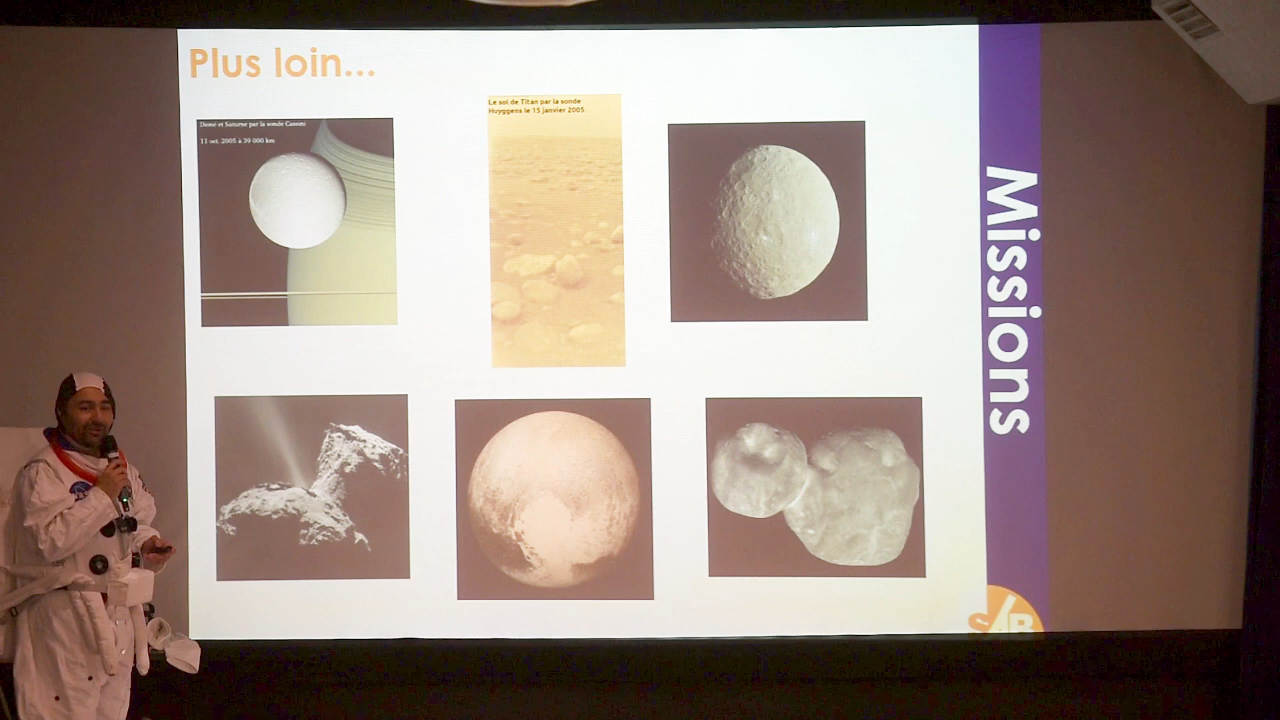 Plus loin...
Dioné et Saturne par la sonde Cassini
11 oct. 2005 à 39 000 km
Le sol de Titan par la sonde
Huyggens le 15 janvier 2005
Missions